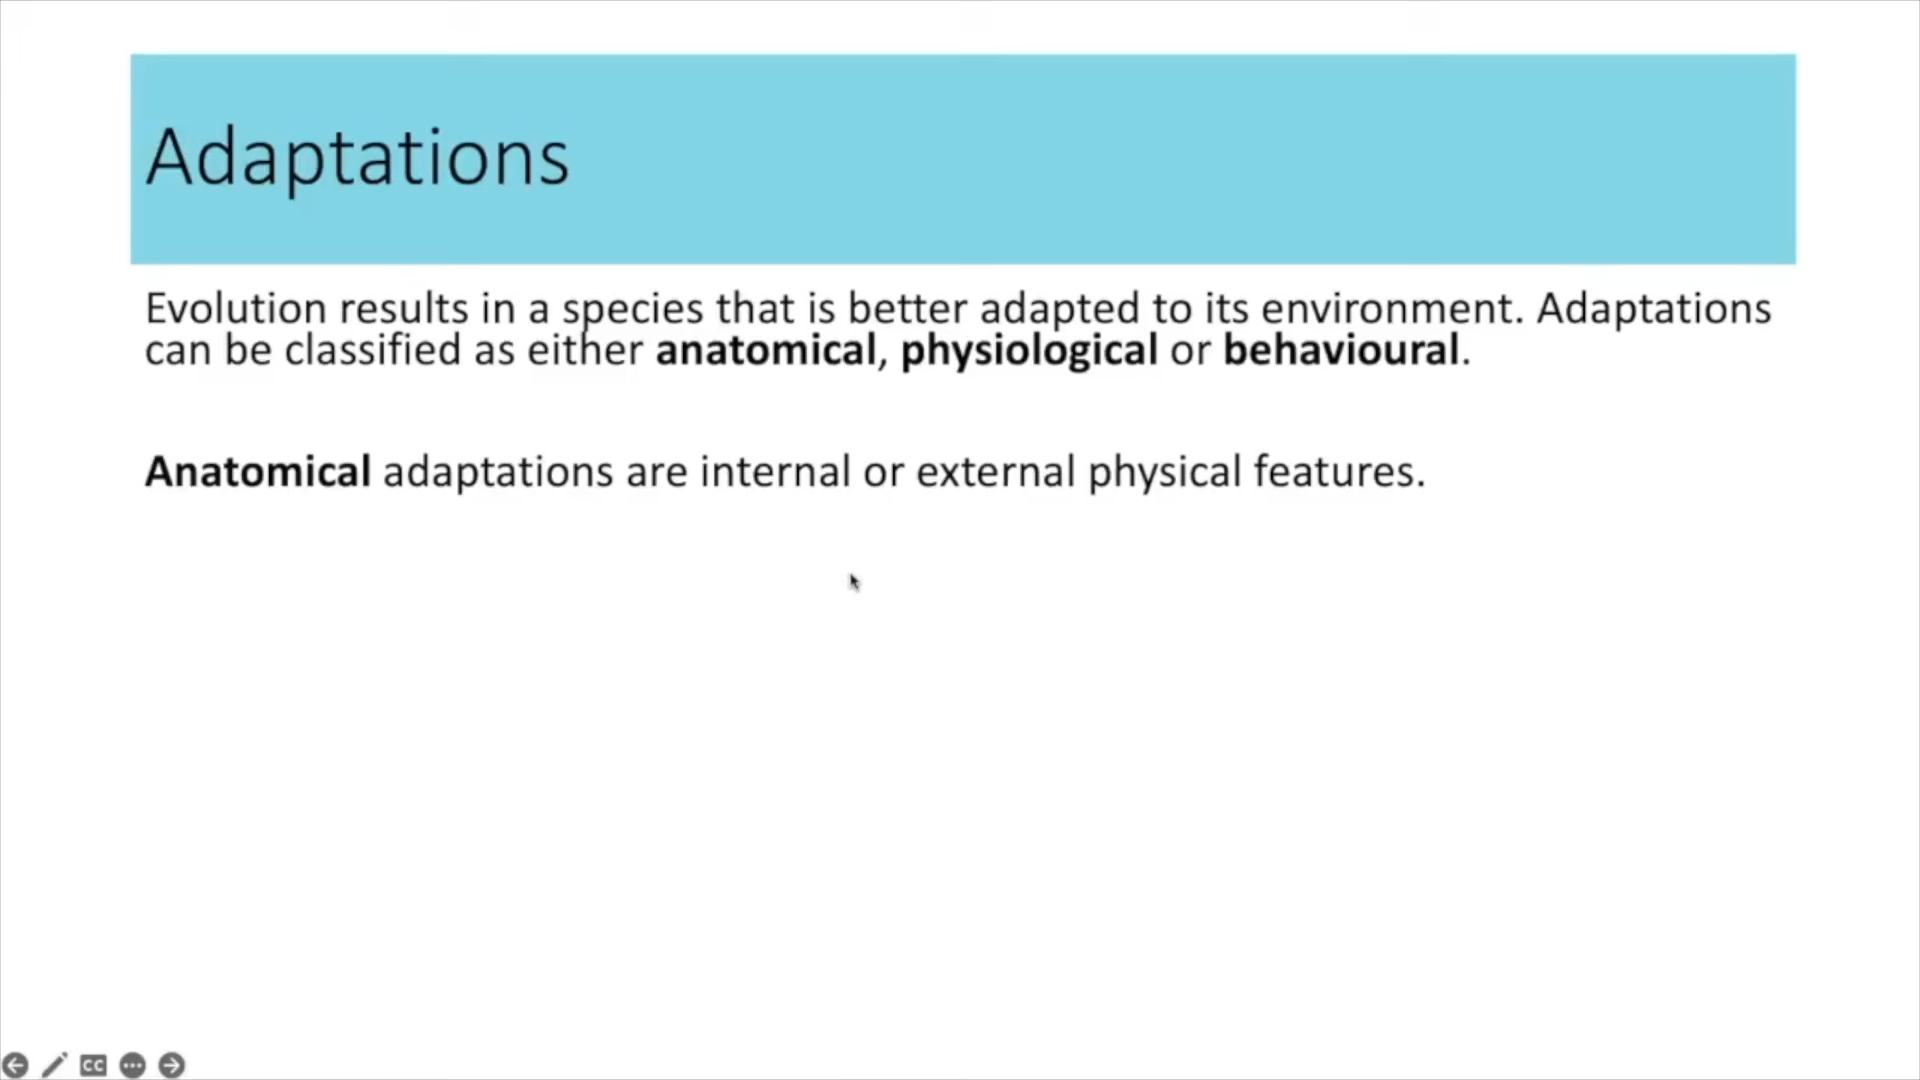 Adaptations
Evolution results in a species that is better adapted to its environment. Adaptations
can be classified as either anatomical, physiological or behavioural.
Anatomical adaptations are internal or external physical features.
CC